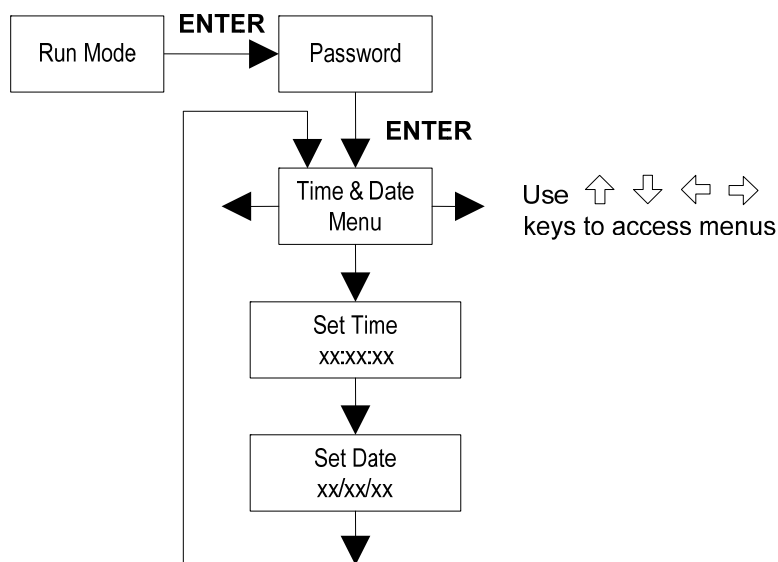 ENTER
Run Mode
Password
ENTER
Time & Date
Menu
Use
keys to access menus
Set Time
xx:xx:xx
Set Date
xx/xx/xx